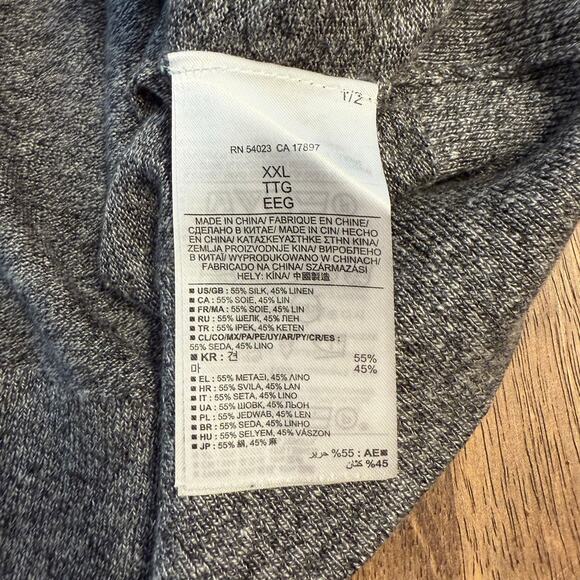 1/2
RN 54023 CA 17897
XXL
TTG
EEG
MADE IN CHINA/ FABRIQUE EN CHINE/
СДЕЛАНО В КИТАЕ/ MADE IN CIN/ HECHO
EN CHINA/ ΚΑΤΑΣΚΕΥΑΣΤΗΚΕ ΣΤΗΝ ΚΙΝΑ/
ZEMLJA PROIZVODNJE KINA/ ВИРОБЛЕНО
В КИТАЇ/ WYPRODUKOWANO W CHINACH/
FABRICADO NA CHINA/ SZÁRMAZÁSI
HELY: KÍNA/ 中國製造
US/GB : 55% SILK, 45% LINEN
CA : 55% SOIE, 45% LIN
FR/MA : 55% SOIE, 45% LIN
RU : 55% ШЕЛК, 45% ЛЕН
TR : 55% IPEK, 45% KETEN
CL/CO/MX/PA/PE/UY/AR/PY/CR/ES :
55% SEDA, 45% LINO
KR : 견 55%
마 45%
EL : 55% ΜΕΤΑΞΙ, 45% ΛΙΝΟ
HR : 55% SVILA, 45% LAN
IT : 55% SETA, 45% LINO
UA : 55% ШОВК, 45% ЛЬОН
PL : 55% JEDWAB, 45% LEN
BR : 55% SEDA, 45% LINHO
HU : 55% SELYEM, 45% VÁSZON
JP : 55% 絹, 45% 麻
AE : 55% حرير
45% كتان